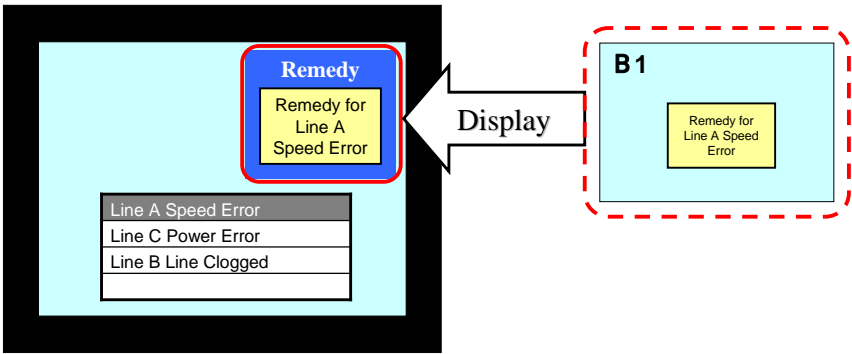 Remedy
Remedy for
Line A
Speed Error
Line A Speed Error
Line C Power Error
Line B Line Clogged
Display
B1
Remedy for
Line A Speed
Error